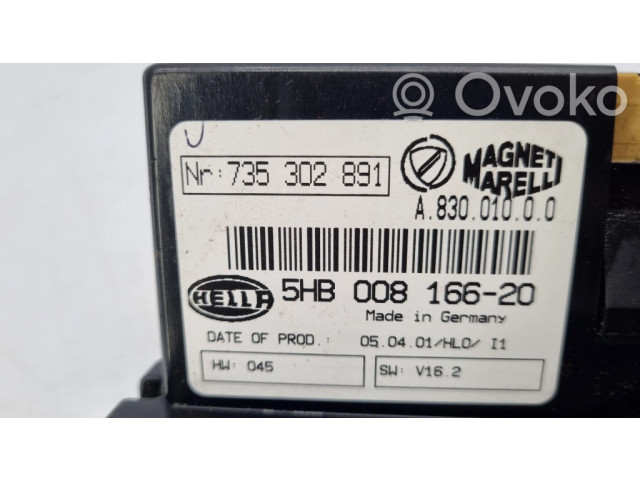 Ovoko
Nr: 735 302 891
MAGNETI
MARELLI
A.830.010.0.0
HELLA
5HB 008 166-20
Made in Germany
DATE OF PROD.: 05.04.01/HLO/ I1
HW: 045
SW: V16.2